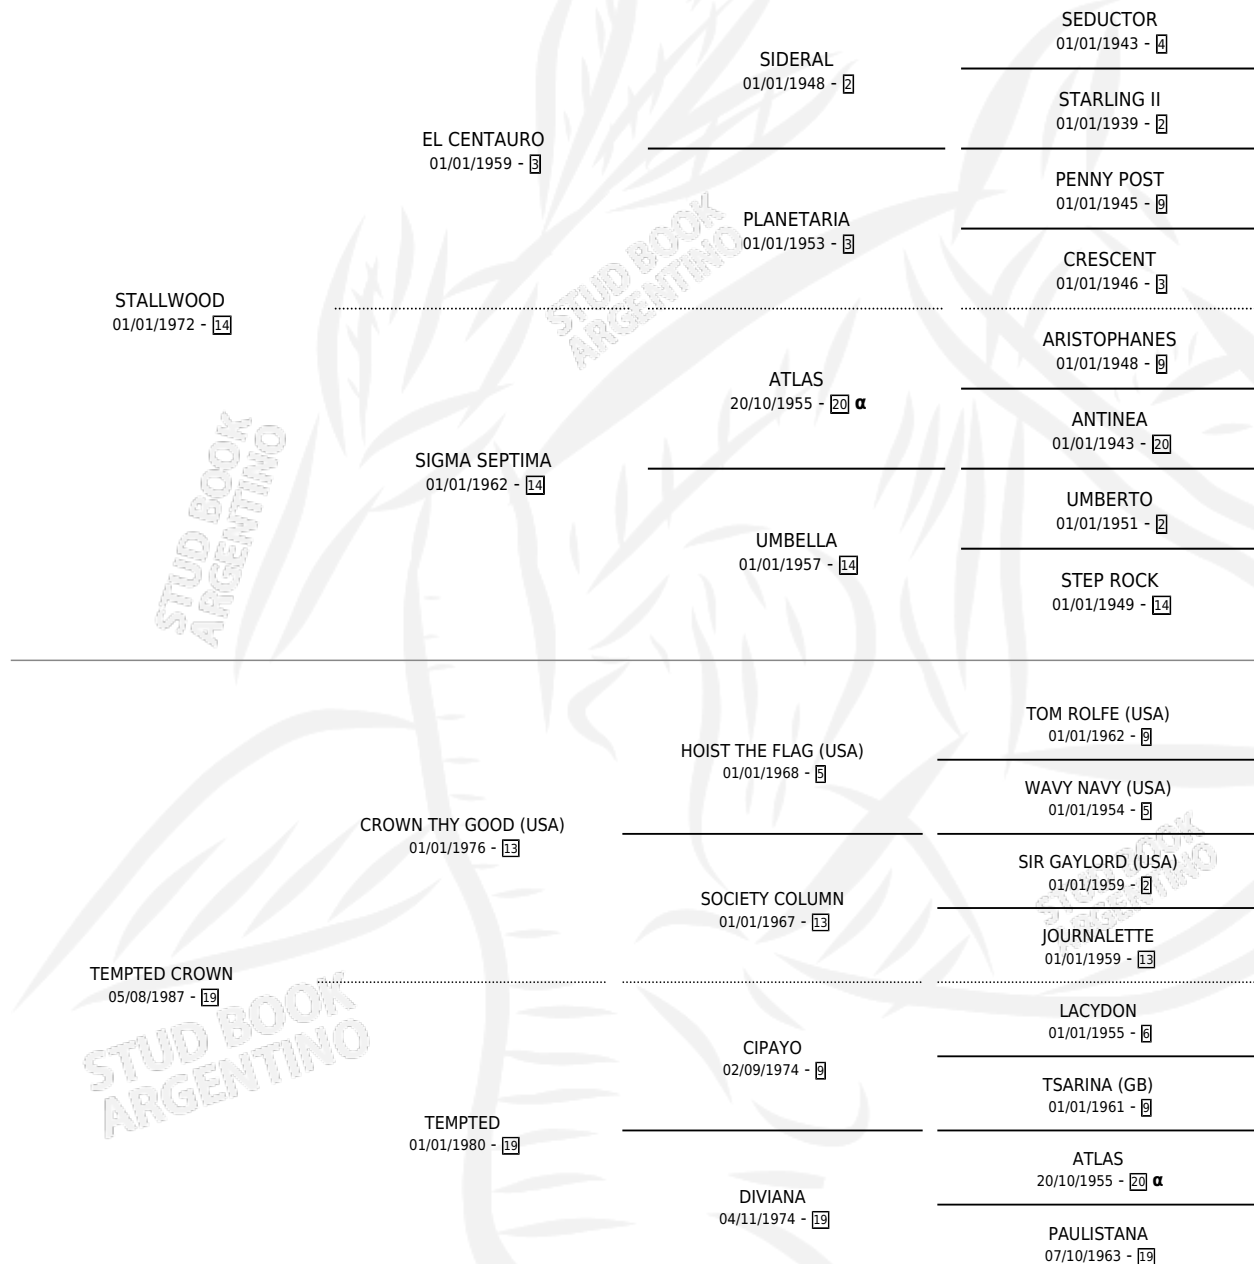 SEDUCTOR
01/01/1943 - 4
SIDERAL
01/01/1948 - 2
STARLING II
01/01/1939 - 2
EL CENTAURO
01/01/1959 - 3
PENNY POST
01/01/1945 - 9
PLANETARIA
01/01/1953 - 3
CRESCENT
01/01/1946 - 3
STALLWOOD
01/01/1972 - 14
ARISTOPHANES
01/01/1948 - 9
ATLAS
20/10/1955 - 20 α
ANTINEA
01/01/1943 - 20
SIGMA SEPTIMA
01/01/1962 - 14
UMBERTO
01/01/1951 - 2
UMBELLA
01/01/1957 - 14
STEP ROCK
01/01/1949 - 14
TOM ROLFE (USA)
01/01/1962 - 9
HOIST THE FLAG (USA)
01/01/1968 - 5
WAVY NAVY (USA)
01/01/1954 - 5
CROWN THY GOOD (USA)
01/01/1976 - 13
SIR GAYLORD (USA)
01/01/1959 - 2
SOCIETY COLUMN
01/01/1967 - 13
JOURNALETTE
01/01/1959 - 13
TEMPTED CROWN
05/08/1987 - 19
LACYDON
01/01/1955 - 6
CIPAYO
02/09/1974 - 9
TSARINA (GB)
01/01/1961 - 9
TEMPTED
01/01/1980 - 19
ATLAS
20/10/1955 - 20 α
DIVIANA
04/11/1974 - 19
PAULISTANA
07/10/1963 - 19
STUD BOOK
ARGENTINO
STUD BOOK
ARGENTINO
STUD BOOK
ARGENTINO
STUD BOOK
ARGENTINO